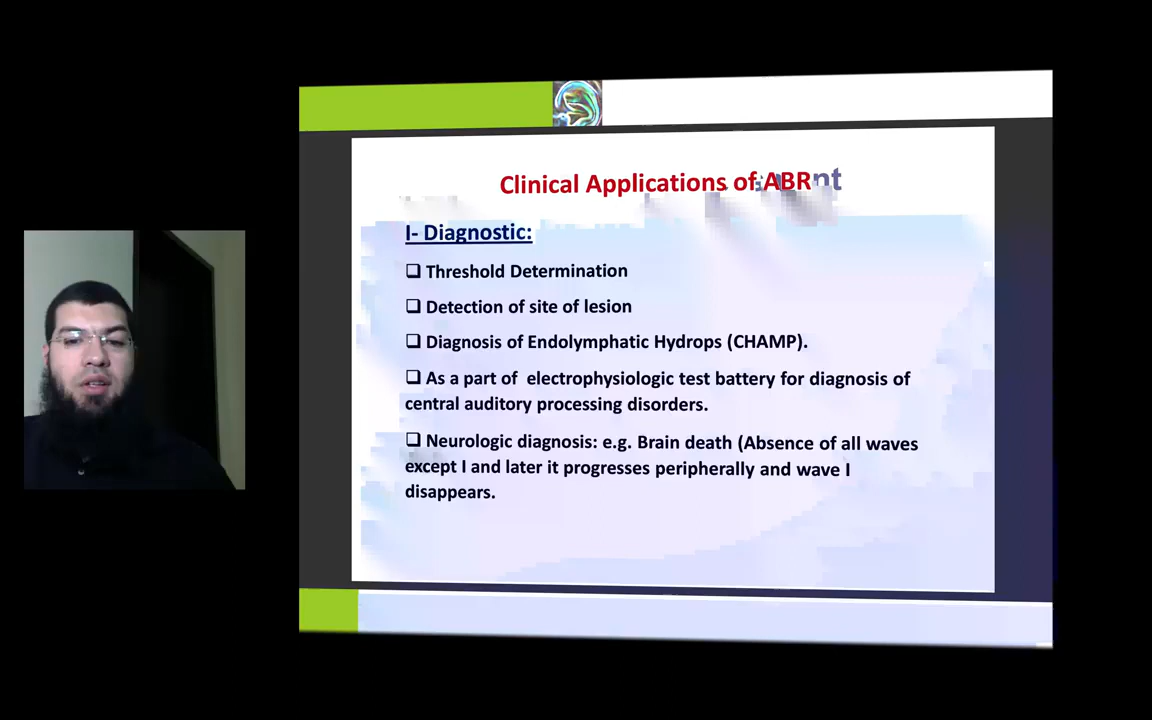 Clinical Applications of ABR
I- Diagnostic:
❑ Threshold Determination
❑ Detection of site of lesion
❑ Diagnosis of Endolymphatic Hydrops (CHAMP).
❑ As a part of electrophysiologic test battery for diagnosis of
central auditory processing disorders.
❑ Neurologic diagnosis: e.g. Brain death (Absence of all waves
except I and later it progresses peripherally and wave I
disappears.